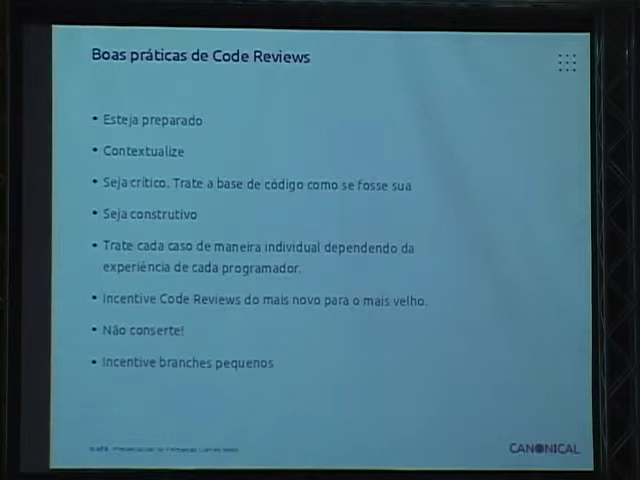 Boas práticas de Code Reviews
• Esteja preparado
• Contextualize
• Seja crítico. Trate a base de código como se fosse sua
• Seja construtivo
• Trate cada caso de maneira individual dependendo da
experiência de cada programador.
• Incentive Code Reviews do mais novo para o mais velho.
• Não conserte!
• Incentive branches pequenos
CANONICAL